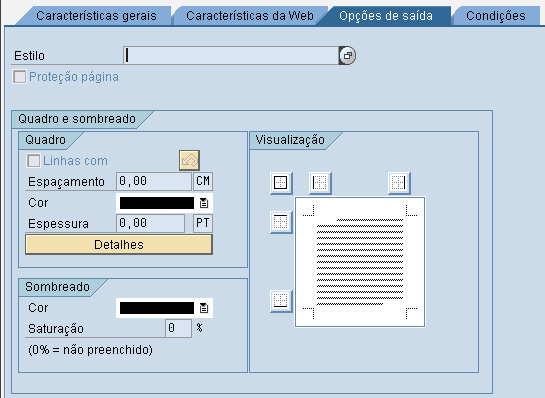 Características gerais Características da Web Opções de saída Condições
Estilo
Proteção página
Quadro e sombreado
Quadro
Linhas com
Espaçamento 0,00 CM
Cor
Espessura 0,00 PT
Detalhes
Sombreado
Cor
Saturação 0 %
(0% = não preenchido)
Visualização